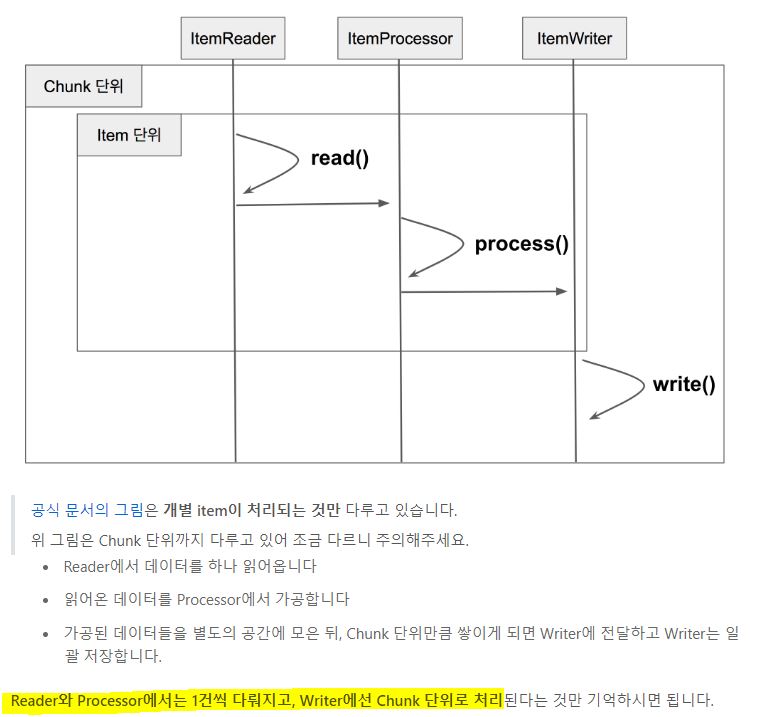 ItemReader
ItemProcessor
ItemWriter
Chunk 단위
Item 단위
read()
process()
write()
공식 문서의 그림은 개별 item이 처리되는 것만 다루고 있습니다.
위 그림은 Chunk 단위까지 다루고 있어 조금 다르니 주의해주세요.
• Reader에서 데이터를 하나 읽어옵니다
• 읽어온 데이터를 Processor에서 가공합니다
• 가공된 데이터들을 별도의 공간에 모은 뒤, Chunk 단위만큼 쌓이게 되면 Writer에 전달하고 Writer는 일
괄 저장합니다.
Reader와 Processor에서는 1건씩 다뤄지고, Writer에선 Chunk 단위로 처리된다는 것만 기억하시면 됩니다.